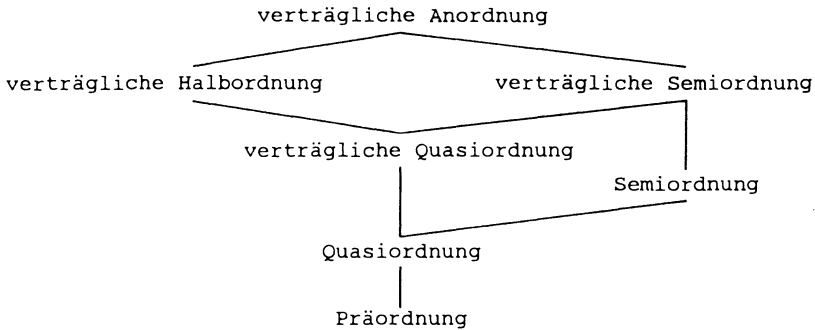 verträgliche Anordnung
verträgliche Halbordnung verträgliche Semiordnung
verträgliche Quasiordnung
Semiordnung
Quasiordnung
Präordnung